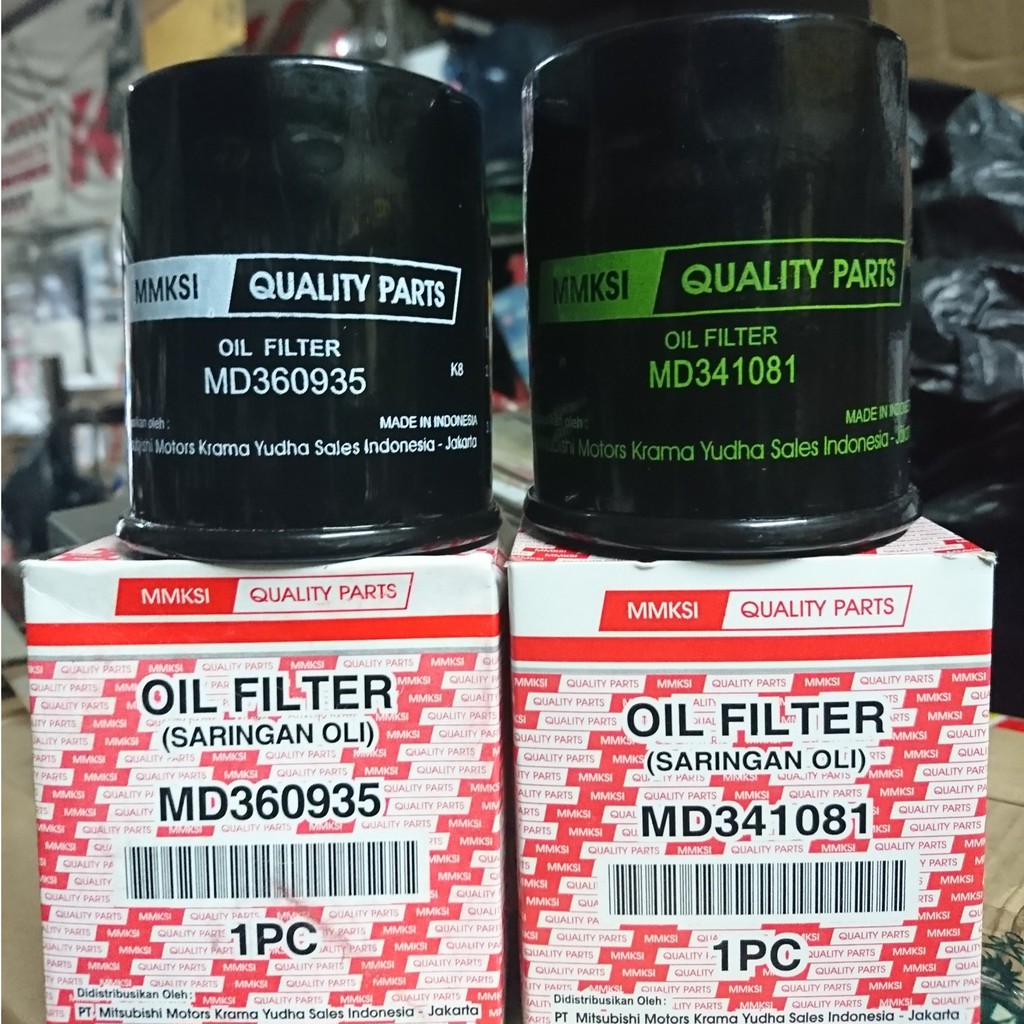 MMKSI QUALITY PARTS
OIL FILTER
MD360935
K8
MADE IN INDONESIA
Motors Krama Yudha Sales Indonesia - Jakarta
MMKSI QUALITY PARTS
OIL FILTER
MD341081
MADE IN
Motors Krama Yudha Sales Indonesia -
MMKSI QUALITY PARTS
OIL FILTER
(SARINGAN OLI)
MD360935
1PC
Didistribusikan Oleh :
PT Mitsubishi Motors Krama Yudha Sales Indonesia - Jakarta
MMKSI QUALITY PARTS
OIL FILTER
(SARINGAN OLI)
MD341081
1PC
Didistribusikan Oleh :
PT Mitsubishi Motors Krama Yudha Sales Indonesia - Jakarta